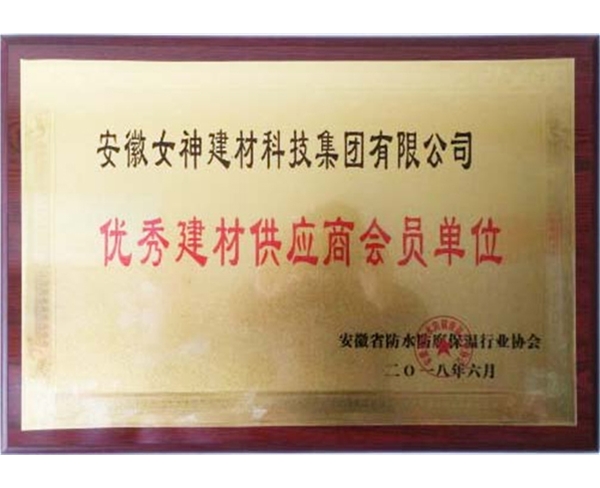 安徽女神建材科技集团有限公司
优秀建材供应商会员单位
安徽省防水防腐保温行业协会
二〇一八年六月